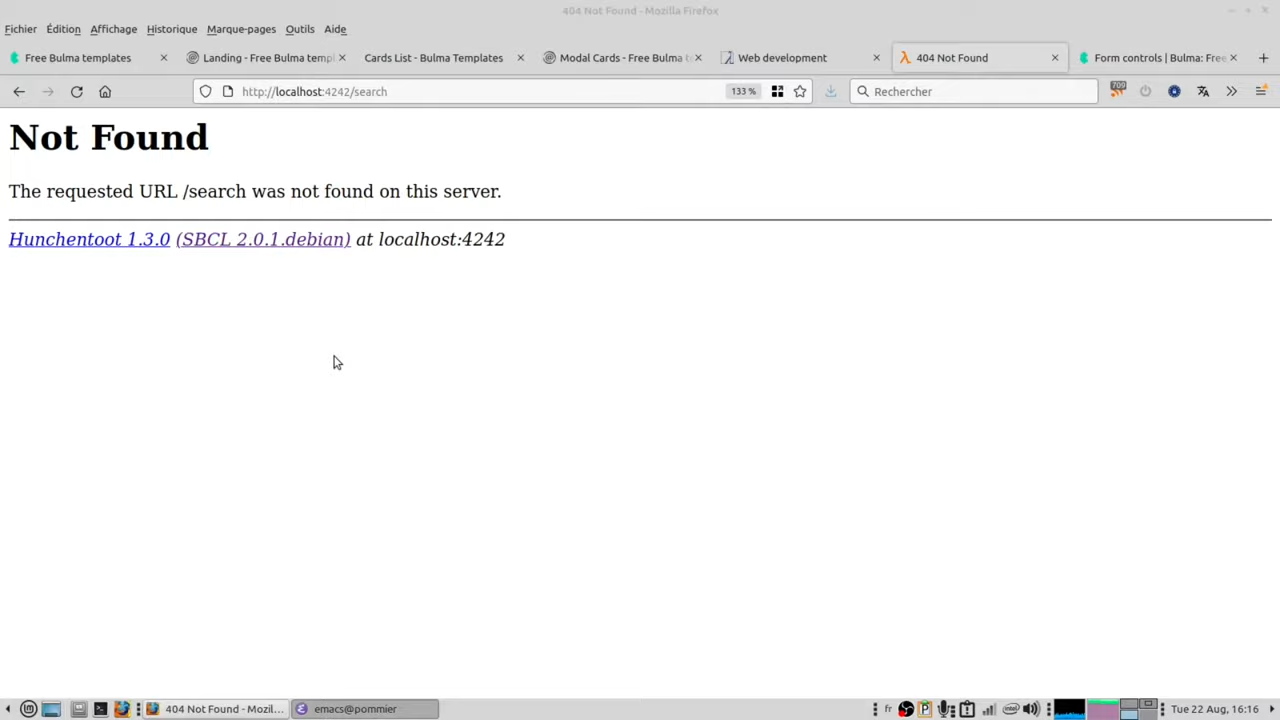 404 Not Found - Mozilla Firefox
Fichier Édition Affichage Historique Marque-pages Outils Aide
Free Bulma templates Landing - Free Bulma templ Cards List - Bulma Templates Modal Cards - Free Bulma t Web development 404 Not Found Form controls | Bulma: Free
http://localhost:4242/search 133 % Rechercher 709
Not Found
The requested URL /search was not found on this server.
Hunchentoot 1.3.0 (SBCL 2.0.1.debian) at localhost:4242
404 Not Found - Mozil... emacs@pommier fr Tue 22 Aug, 16:16